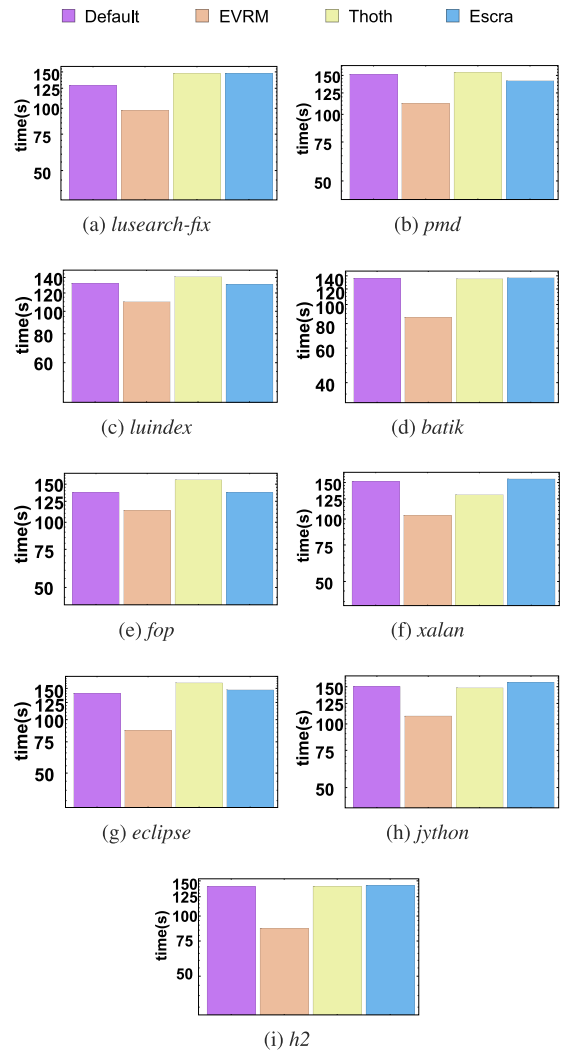 Default EVRM Thoth Escra
time(s)
150
125
100
75
50
(a) lusearch-fix
time(s)
150
125
100
75
50
(b) pmd
time(s)
140
120
100
80
60
(c) luindex
time(s)
140
120
100
80
60
40
(d) batik
time(s)
150
125
100
75
50
(e) fop
time(s)
150
125
100
75
50
(f) xalan
time(s)
150
125
100
75
50
(g) eclipse
time(s)
150
125
100
75
50
(h) jython
time(s)
150
125
100
75
50
(i) h2